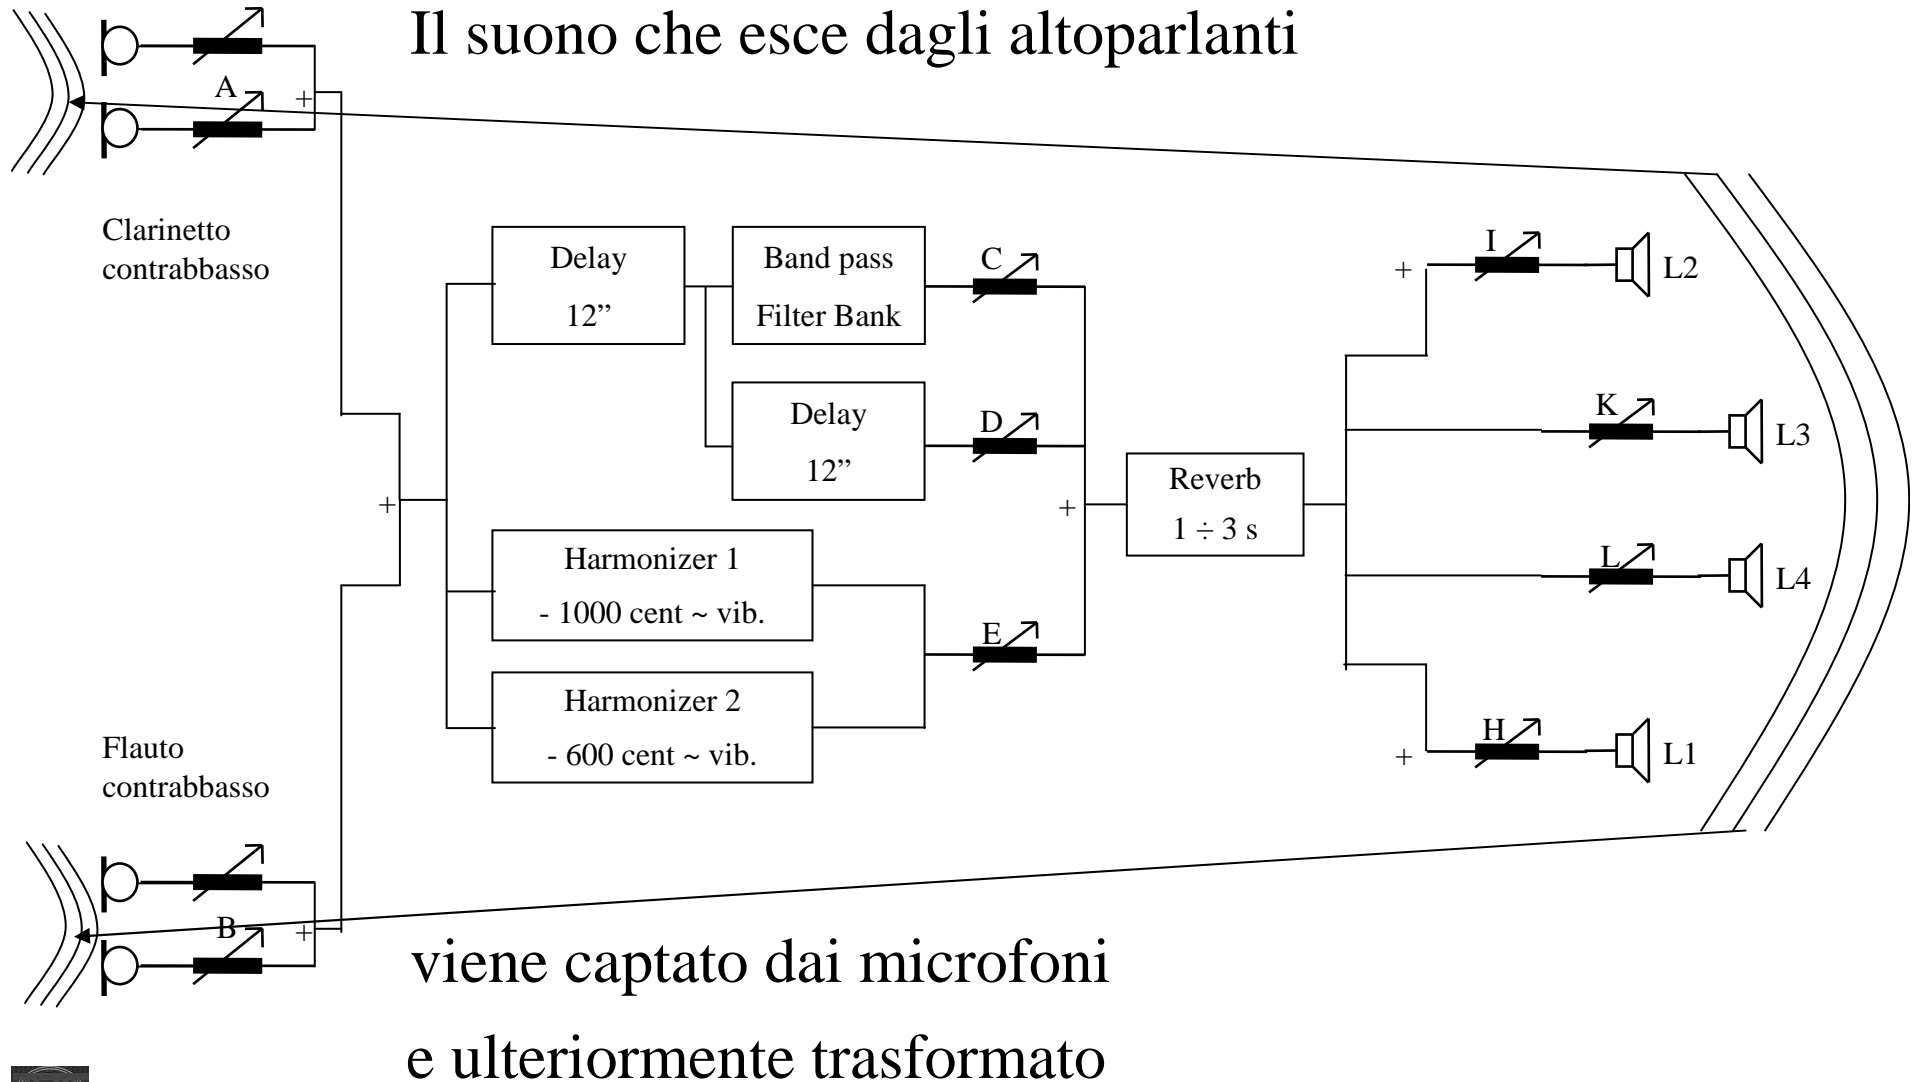 Il suono che esce dagli altoparlanti
A
+
Clarinetto
contrabbasso
Delay
12”
Band pass
Filter Bank
C
Delay
12”
D
+
Harmonizer 1
- 1000 cent ~ vib.
Harmonizer 2
- 600 cent ~ vib.
E
+
Reverb
1 ÷ 3 s
+
I
L2
K
L3
L
L4
+
H
L1
Flauto
contrabbasso
B
+
viene captato dai microfoni
e ulteriormente trasformato